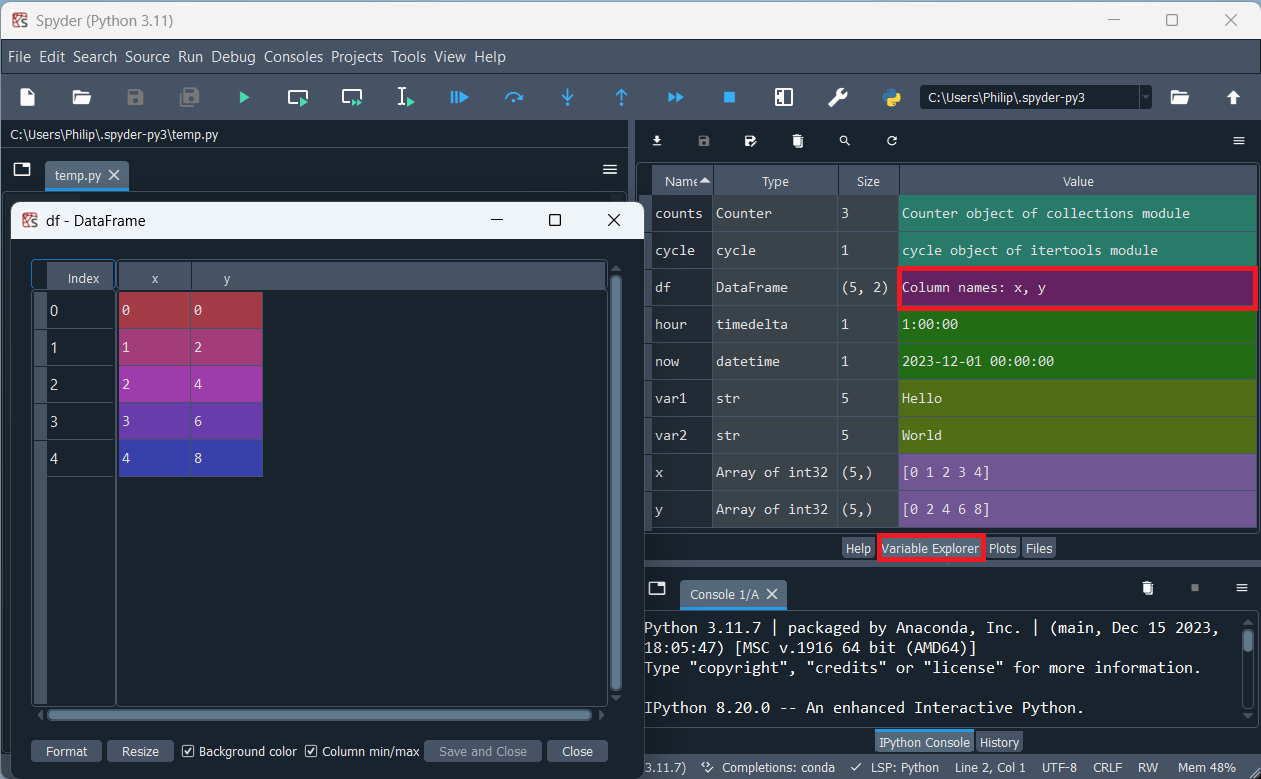 Spyder (Python 3.11)
File Edit Search Source Run Debug Consoles Projects Tools View Help
C:\Users\Philip\.spyder-py3
C:\Users\Philip\.spyder-py3\temp.py
temp.py
df - DataFrame
Index x y
0 0 0
1 1 2
2 2 4
3 3 6
4 4 8
Format Resize Background color Column min/max Save and Close Close
Name Type Size Value
counts Counter 3 Counter object of collections module
cycle cycle 1 cycle object of itertools module
df DataFrame (5, 2) Column names: x, y
hour timedelta 1 1:00:00
now datetime 1 2023-12-01 00:00:00
var1 str 5 Hello
var2 str 5 World
x Array of int32 (5,) [0 1 2 3 4]
y Array of int32 (5,) [0 2 4 6 8]
Help Variable Explorer Plots Files
Console 1/A
Python 3.11.7 | packaged by Anaconda, Inc. | (main, Dec 15 2023,
18:05:47) [MSC v.1916 64 bit (AMD64)]
Type "copyright", "credits" or "license" for more information.
IPython 8.20.0 -- An enhanced Interactive Python.
IPython Console History
3.11.7) Completions: conda LSP: Python Line 2, Col 1 UTF-8 CRLF RW Mem 48%